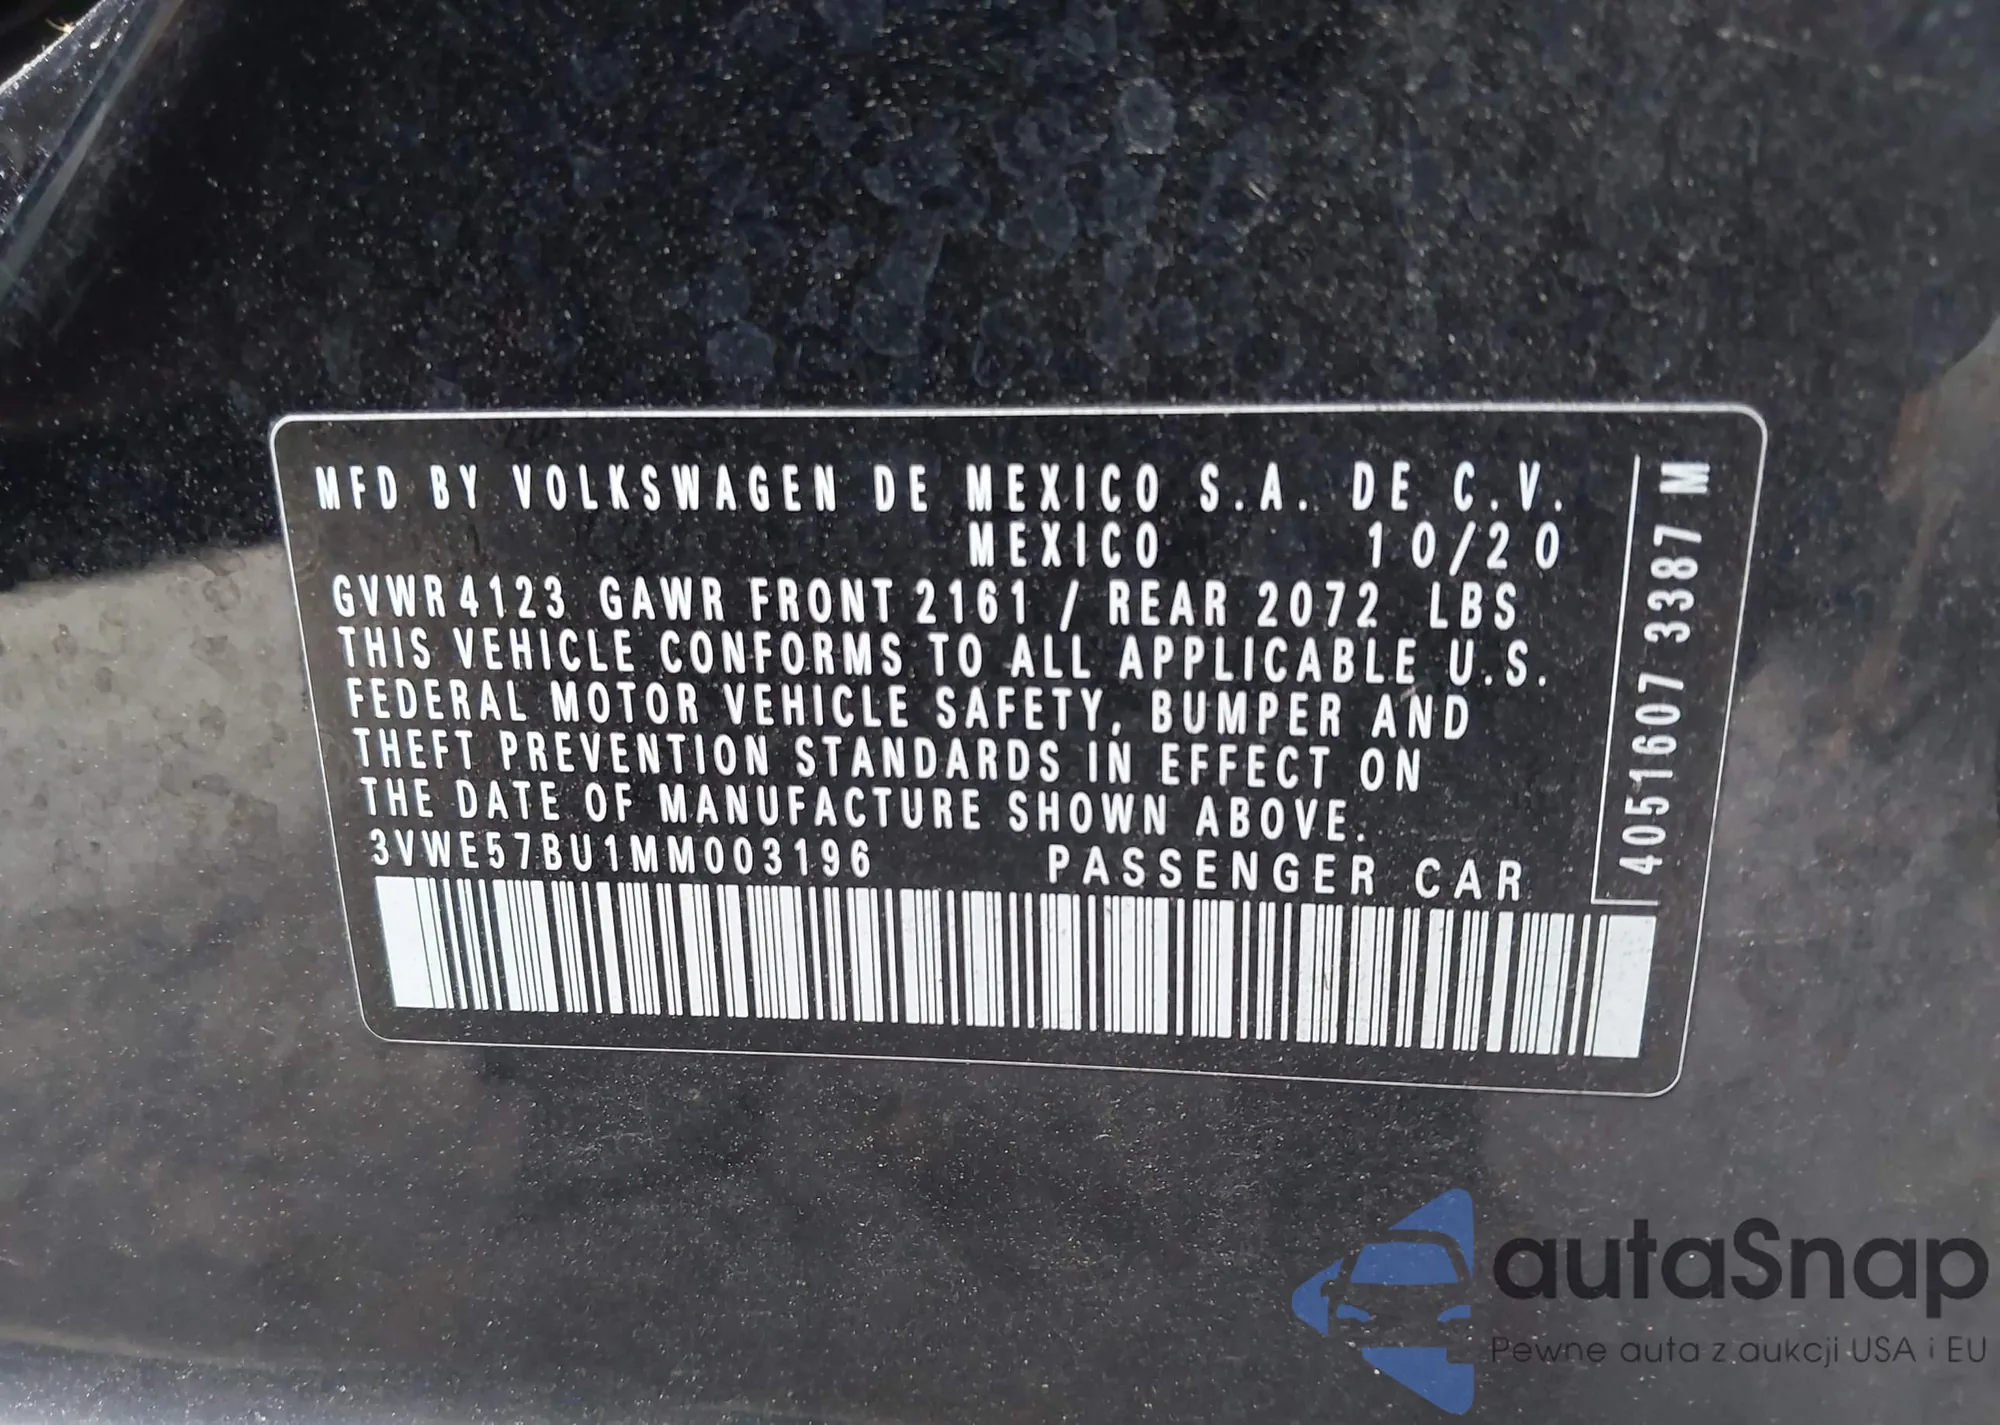 MFD BY VOLKSWAGEN DE MEXICO S.A. DE C.V.
MEXICO 10/20
GVWR 4123 GAWR FRONT 2161 / REAR 2072 LBS
THIS VEHICLE CONFORMS TO ALL APPLICABLE U.S.
FEDERAL MOTOR VEHICLE SAFETY, BUMPER AND
THEFT PREVENTION STANDARDS IN EFFECT ON
THE DATE OF MANUFACTURE SHOWN ABOVE.
3VWE57BU1MM003196 PASSENGER CAR
4051607 3387 M
autaSnap
Pewne auta z aukcji USA i EU